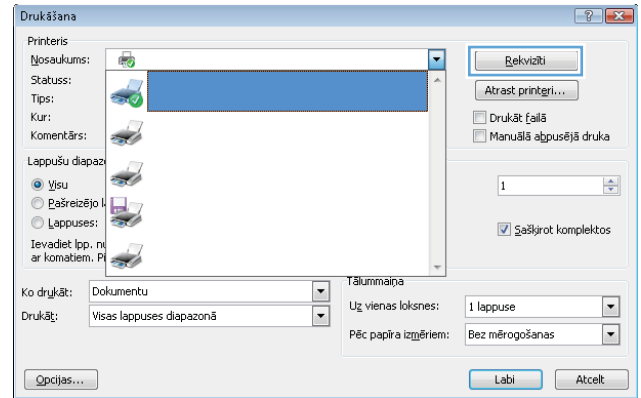 Drukāšana
Printeris
Nosaukums:
Rekvizīti
Statuss:
Tips:
Atrast printeri...
Kur:
Drukāt failā
Komentārs:
Manuālā abpusējā druka
Lappušu diapazo
Visu
1
Pašreizējo l
Lappuses:
Sašķirot komplektos
Ievadiet lpp. nu
ar komatiem. Pi
Ko drukāt: Dokumentu
Drukāt: Visas lappuses diapazonā
Tālummaiņa
Uz vienas loksnes: 1 lappuse
Pēc papīra izmēriem: Bez mērogošanas
Opcijas...
Labi
Atcelt